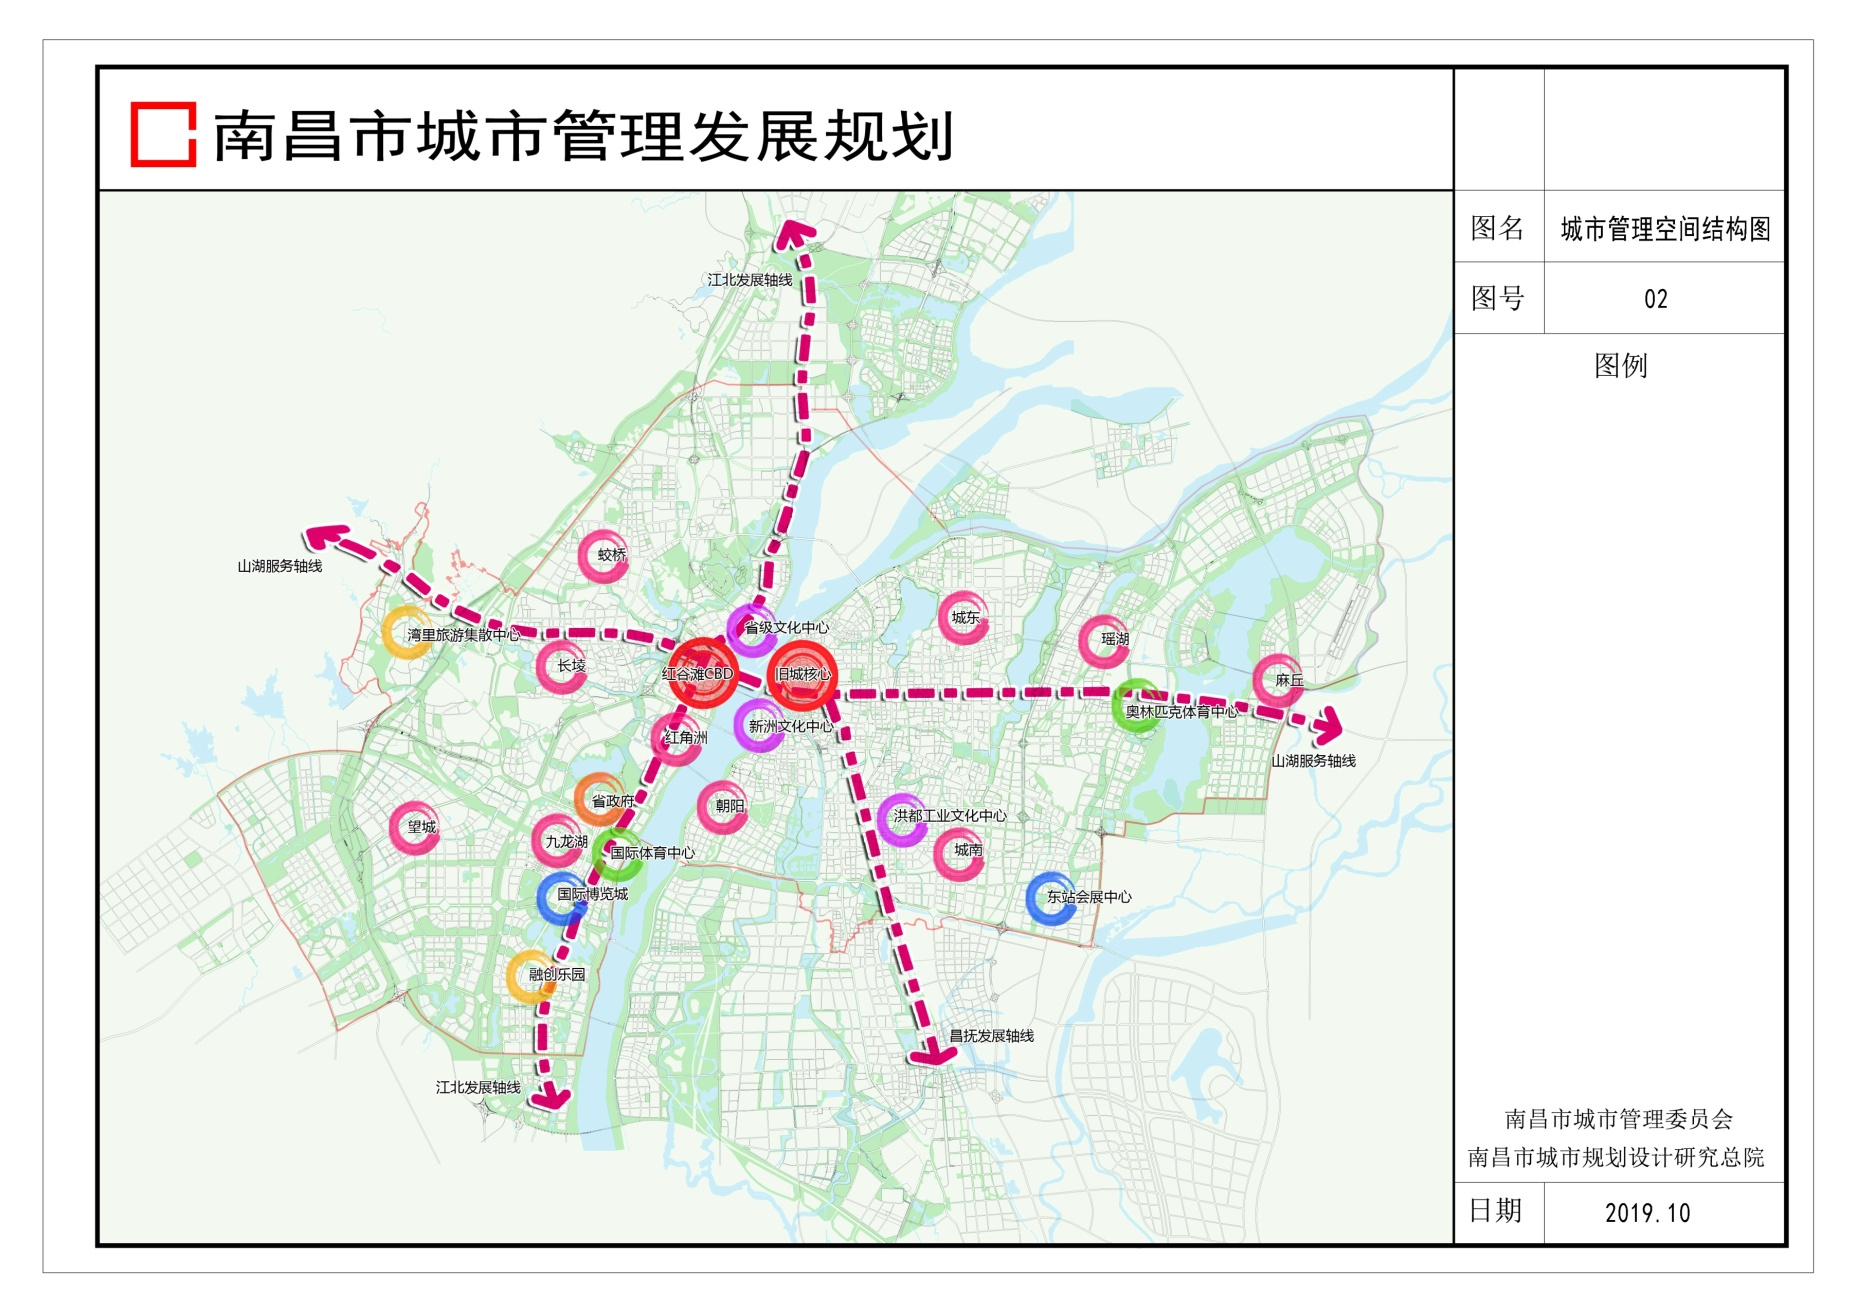 南昌市城市管理发展规划
图名 城市管理空间结构图
图号 02
图例
江北发展轴线
山湖服务轴线
蛟桥
湾里旅游集散中心
长堎
省级文化中心
城东
瑶湖
红谷滩CBD
旧城核心
麻丘
新洲文化中心
红角洲
奥林匹克体育中心
山湖服务轴线
省政府
朝阳
望城
九龙湖
洪都工业文化中心
国际体育中心
城南
国际博览城
东站会展中心
融创乐园
昌抚发展轴线
江北发展轴线
南昌市城市管理委员会
南昌市城市规划设计研究总院
日期 2019.10